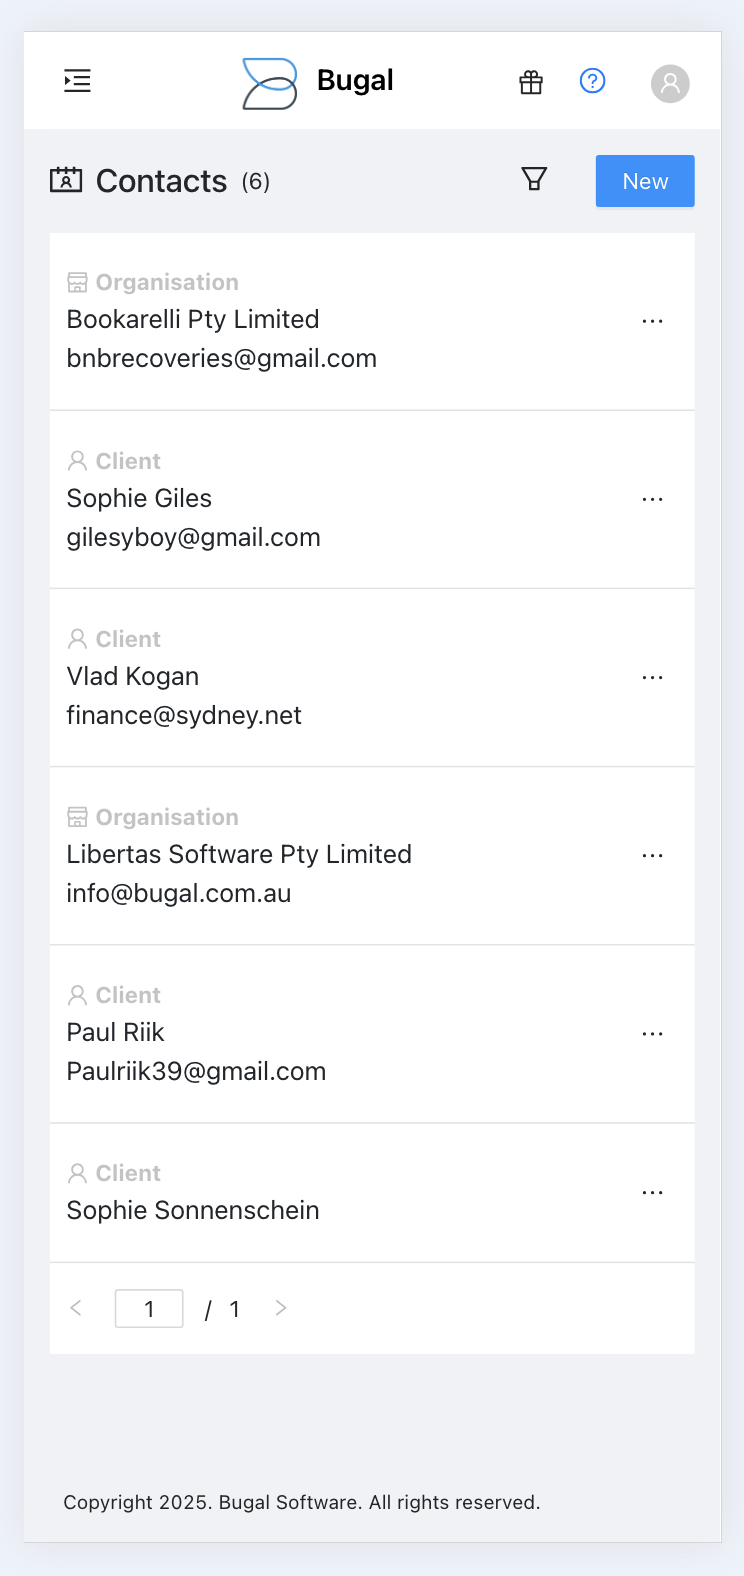 Bugal
Contacts (6)
New
Organisation
Bookarelli Pty Limited
bnbrecoveries@gmail.com
Client
Sophie Giles
gilesyboy@gmail.com
Client
Vlad Kogan
finance@sydney.net
Organisation
Libertas Software Pty Limited
info@bugal.com.au
Client
Paul Riik
Paulriik39@gmail.com
Client
Sophie Sonnenschein
1 / 1
Copyright 2025. Bugal Software. All rights reserved.